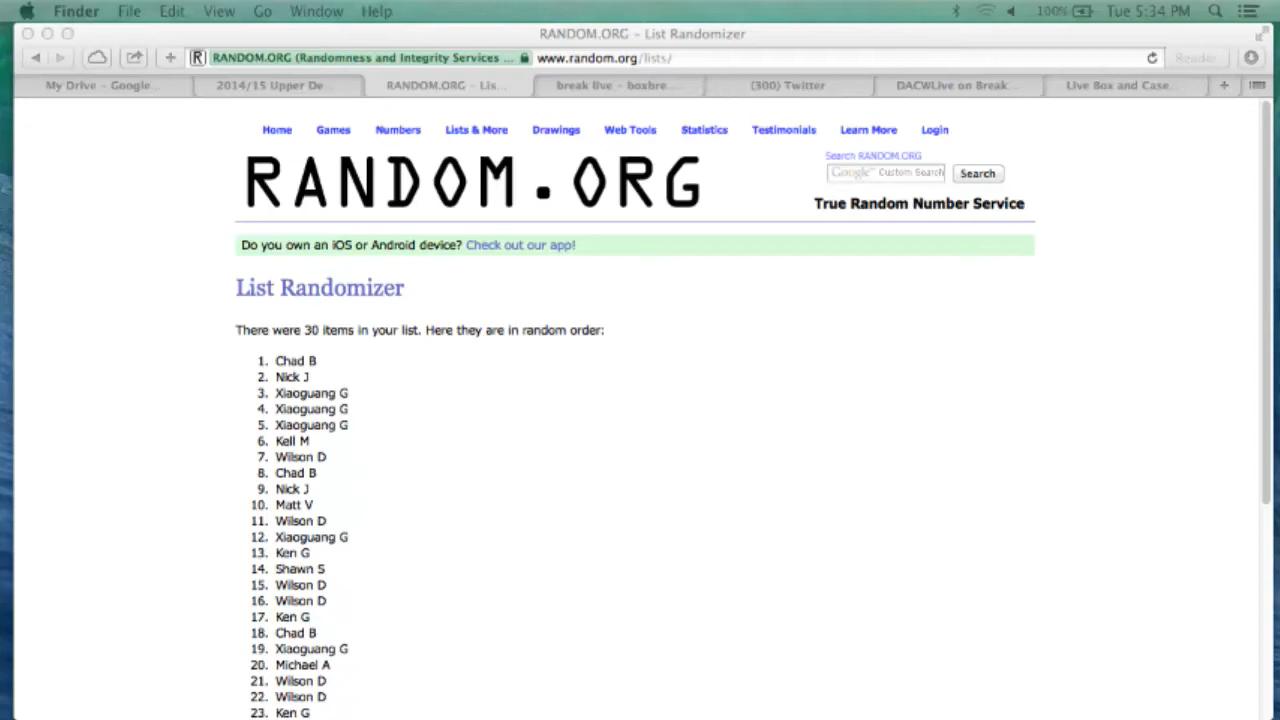 Finder File Edit View Go Window Help 100% Tue 5:34 PM
RANDOM.ORG - List Randomizer
R RANDOM.ORG (Randomness and Integrity Services ... www.random.org/lists/ Reader
My Drive - Google... 2014/15 Upper De... RANDOM.ORG - Lis... break live - boxbre... (300) Twitter DACWLive on Break... Live Box and Case...
Home Games Numbers Lists & More Drawings Web Tools Statistics Testimonials Learn More Login
Search RANDOM.ORG
RANDOM.ORG
Google™ Custom Search Search
True Random Number Service
Do you own an iOS or Android device? Check out our app!
List Randomizer
There were 30 items in your list. Here they are in random order:
1. Chad B
2. Nick J
3. Xiaoguang G
4. Xiaoguang G
5. Xiaoguang G
6. Kell M
7. Wilson D
8. Chad B
9. Nick J
10. Matt V
11. Wilson D
12. Xiaoguang G
13. Ken G
14. Shawn S
15. Wilson D
16. Wilson D
17. Ken G
18. Chad B
19. Xiaoguang G
20. Michael A
21. Wilson D
22. Wilson D
23. Ken G